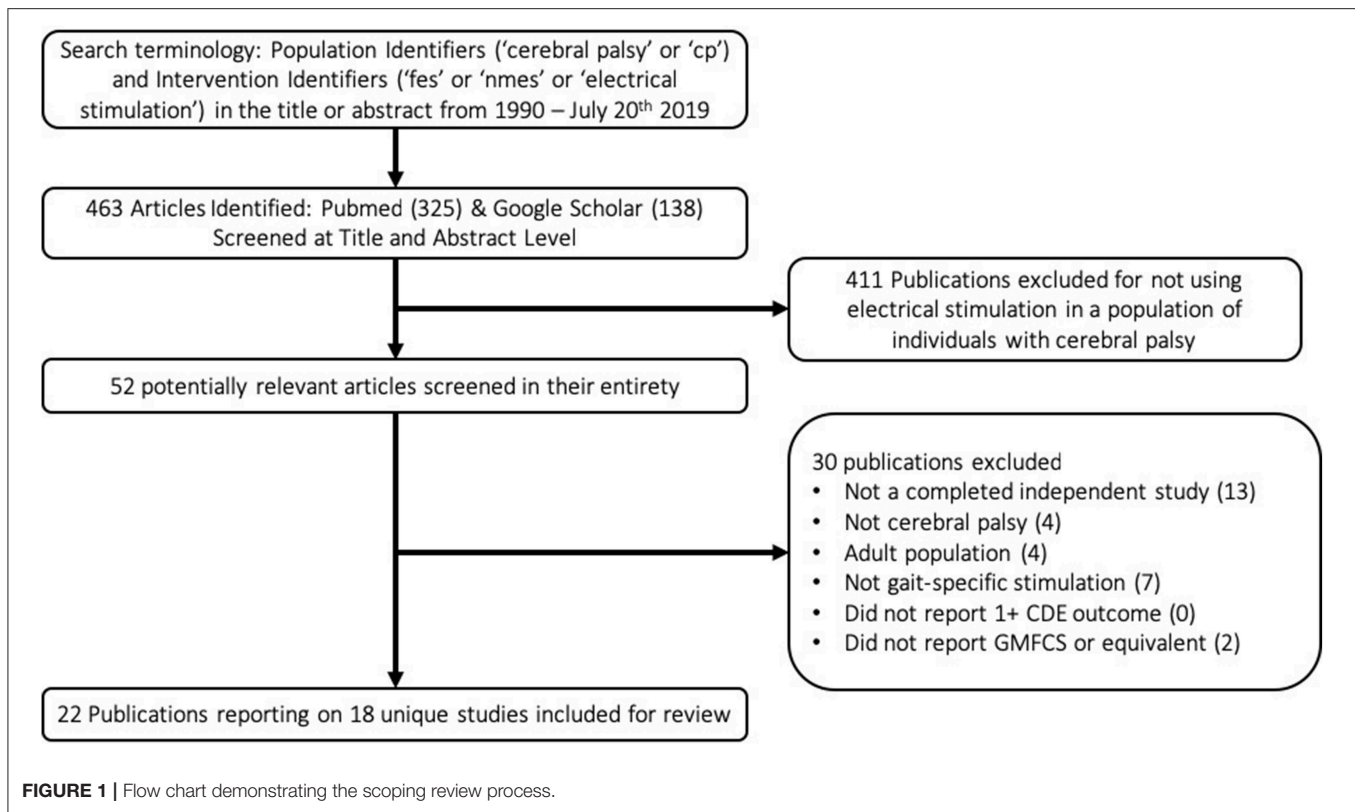 Search terminology: Population Identifiers (‘cerebral palsy’ or ‘cp’)
and Intervention Identifiers (‘fes’ or ‘nmes’ or ‘electrical
stimulation’) in the title or abstract from 1990 – July 20th 2019
463 Articles Identified: Pubmed (325) & Google Scholar (138)
Screened at Title and Abstract Level
411 Publications excluded for not using
electrical stimulation in a population of
individuals with cerebral palsy
52 potentially relevant articles screened in their entirety
30 publications excluded
• Not a completed independent study (13)
• Not cerebral palsy (4)
• Adult population (4)
• Not gait-specific stimulation (7)
• Did not report 1+ CDE outcome (0)
• Did not report GMFCS or equivalent (2)
22 Publications reporting on 18 unique studies included for review
FIGURE 1 | Flow chart demonstrating the scoping review process.